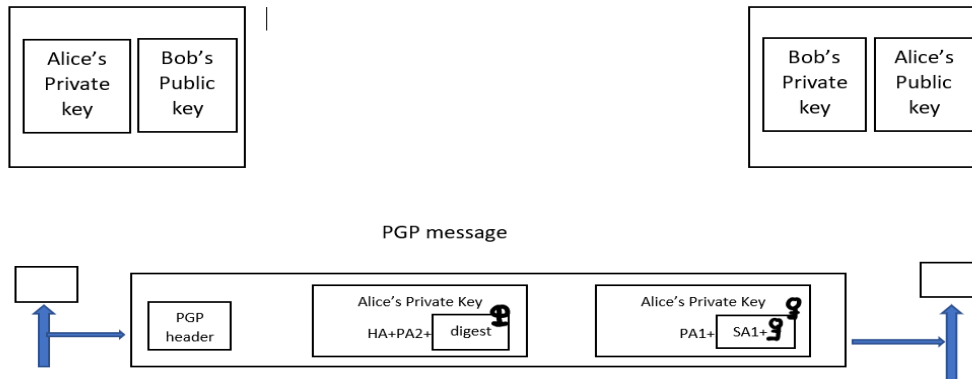 Alice's
Private
key
Bob's
Public
key
Bob's
Private
key
Alice's
Public
key
PGP message
PGP
header
Alice's Private Key
HA+PA2+
digest
Alice's Private Key
PA1+
SA1+